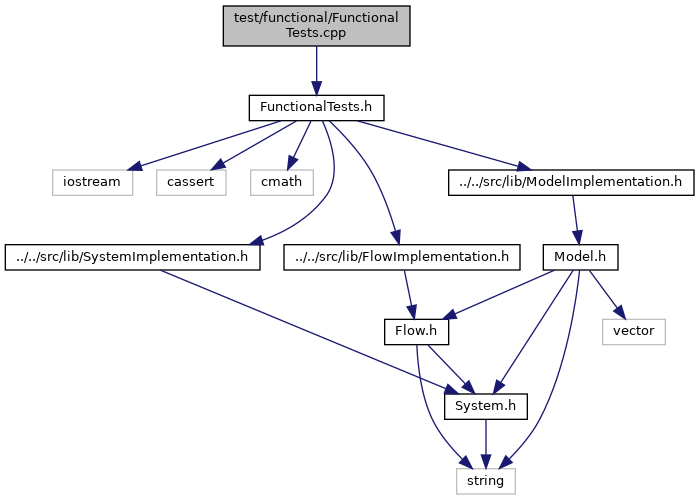 test/functional/Functional
Tests.cpp
FunctionalTests.h
iostream
cassert
cmath
../../src/lib/ModelImplementation.h
../../src/lib/SystemImplementation.h
../../src/lib/FlowImplementation.h
Model.h
Flow.h
vector
System.h
string